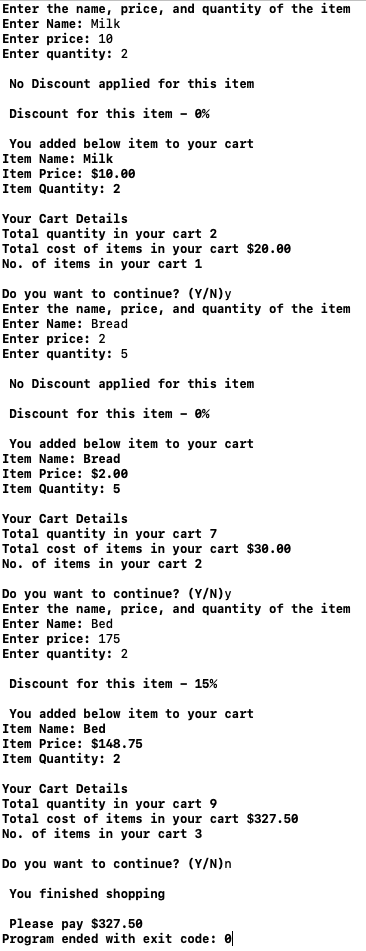 Enter the name, price, and quantity of the item
Enter Name: Milk
Enter price: 10
Enter quantity: 2
No Discount applied for this item
Discount for this item – 0%
You added below item to your cart
Item Name: Milk
Item Price: $10.00
Item Quantity: 2
Your Cart Details
Total quantity in your cart 2
Total cost of items in your cart $20.00
No. of items in your cart 1
Do you want to continue? (Y/N)y
Enter the name, price, and quantity of the item
Enter Name: Bread
Enter price: 2
Enter quantity: 5
No Discount applied for this item
Discount for this item – 0%
You added below item to your cart
Item Name: Bread
Item Price: $2.00
Item Quantity: 5
Your Cart Details
Total quantity in your cart 7
Total cost of items in your cart $30.00
No. of items in your cart 2
Do you want to continue? (Y/N)y
Enter the name, price, and quantity of the item
Enter Name: Bed
Enter price: 175
Enter quantity: 2
Discount for this item – 15%
You added below item to your cart
Item Name: Bed
Item Price: $148.75
Item Quantity: 2
Your Cart Details
Total quantity in your cart 9
Total cost of items in your cart $327.50
No. of items in your cart 3
Do you want to continue? (Y/N)n
You finished shopping
Please pay $327.50
Program ended with exit code: 0